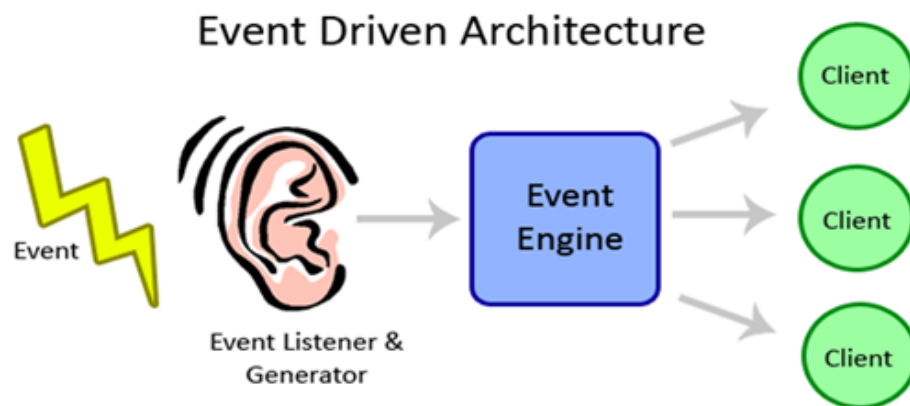 Event Driven Architecture
Event
Event Listener &
Generator
Event
Engine
Client
Client
Client